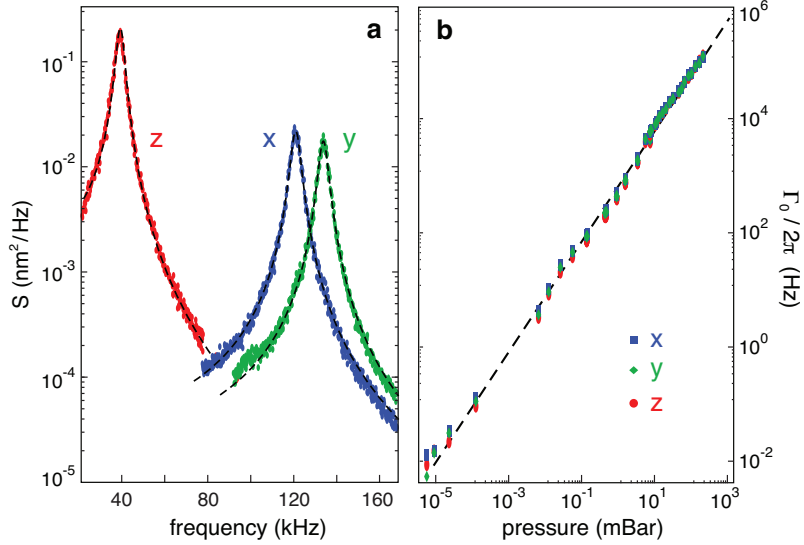 a
10⁻¹
10⁻²
10⁻³
10⁻⁴
10⁻⁵
S (nm²/Hz)
z
x
y
40
80
120
160
frequency (kHz)
b
10⁶
10⁴
10²
10⁰
10⁻²
Γ₀/2π (Hz)
x
y
z
10⁻⁵
10⁻³
10⁻¹
10¹
10³
pressure (mBar)